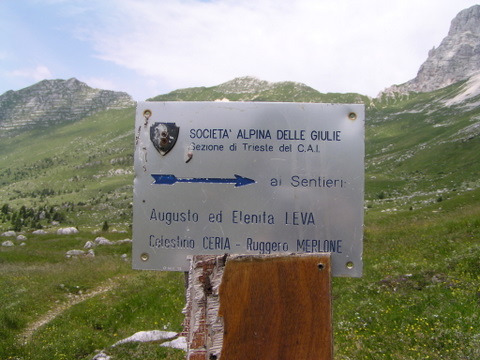 SOCIETA' ALPINA DELLE GIULIE
Sezione di Trieste del C.A.I.
ai Sentieri:
Augusto ed Elenita LEVA
Celestino CERIA - Ruggero MERLONE